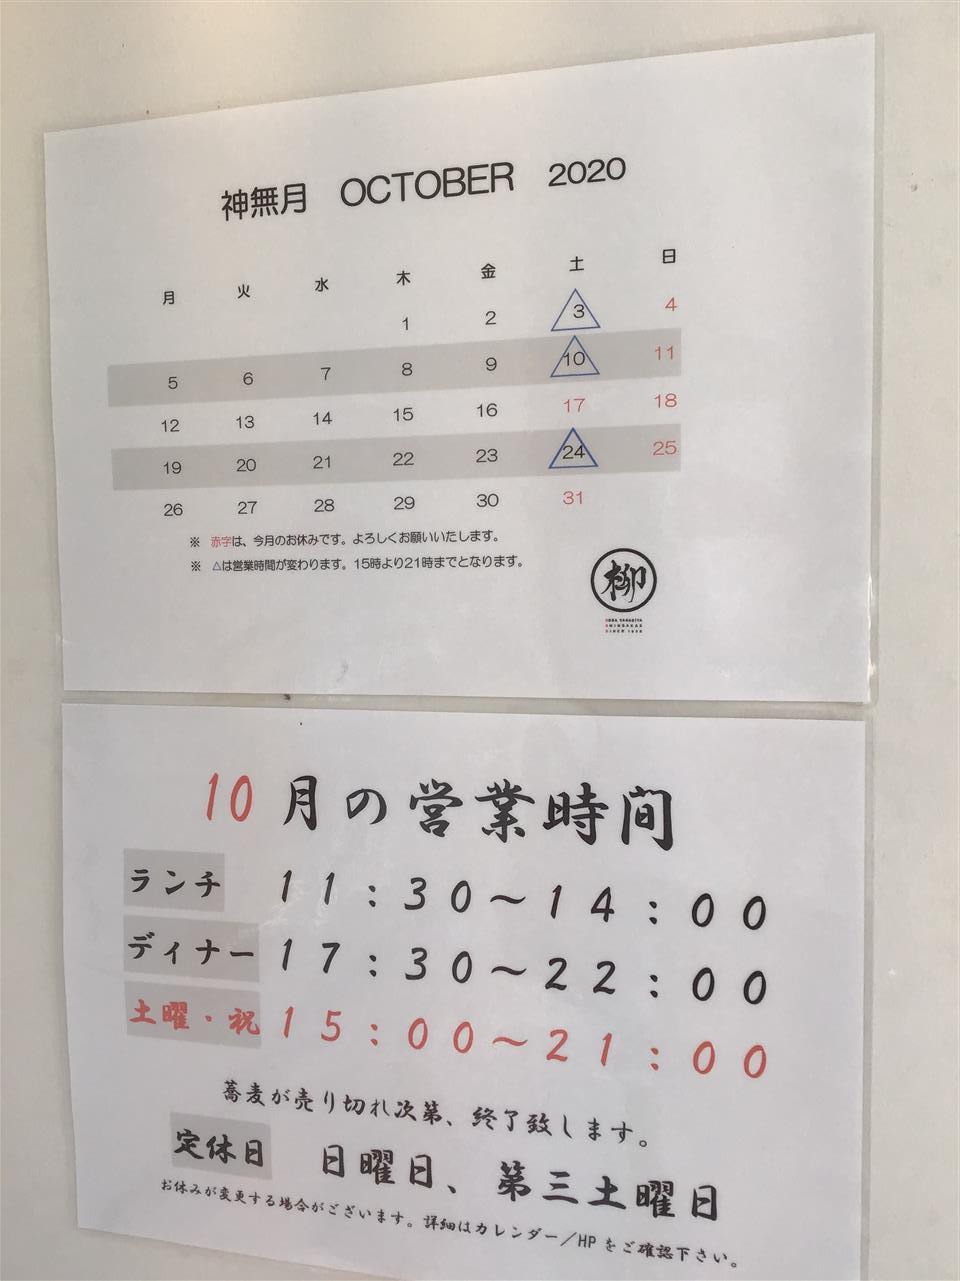 神無月 OCTOBER 2020
月 火 水 木 金 土 日
1 2 3 4
5 6 7 8 9 10 11
12 13 14 15 16 17 18
19 20 21 22 23 24 25
26 27 28 29 30 31
※ 赤字は、今月のお休みです。よろしくお願いいたします。
※ △は営業時間が変わります。15時より21時までとなります。
柳
SOBA YANAGIYA
SINCE 1926
10月の営業時間
ランチ 11:30～14:00
ディナー 17:30～22:00
土曜・祝 15:00～21:00
蕎麦が売り切れ次第、終了致します。
定休日 日曜日、第三土曜日
お休みが変更する場合がございます。詳細はカレンダー／HPをご確認下さい。